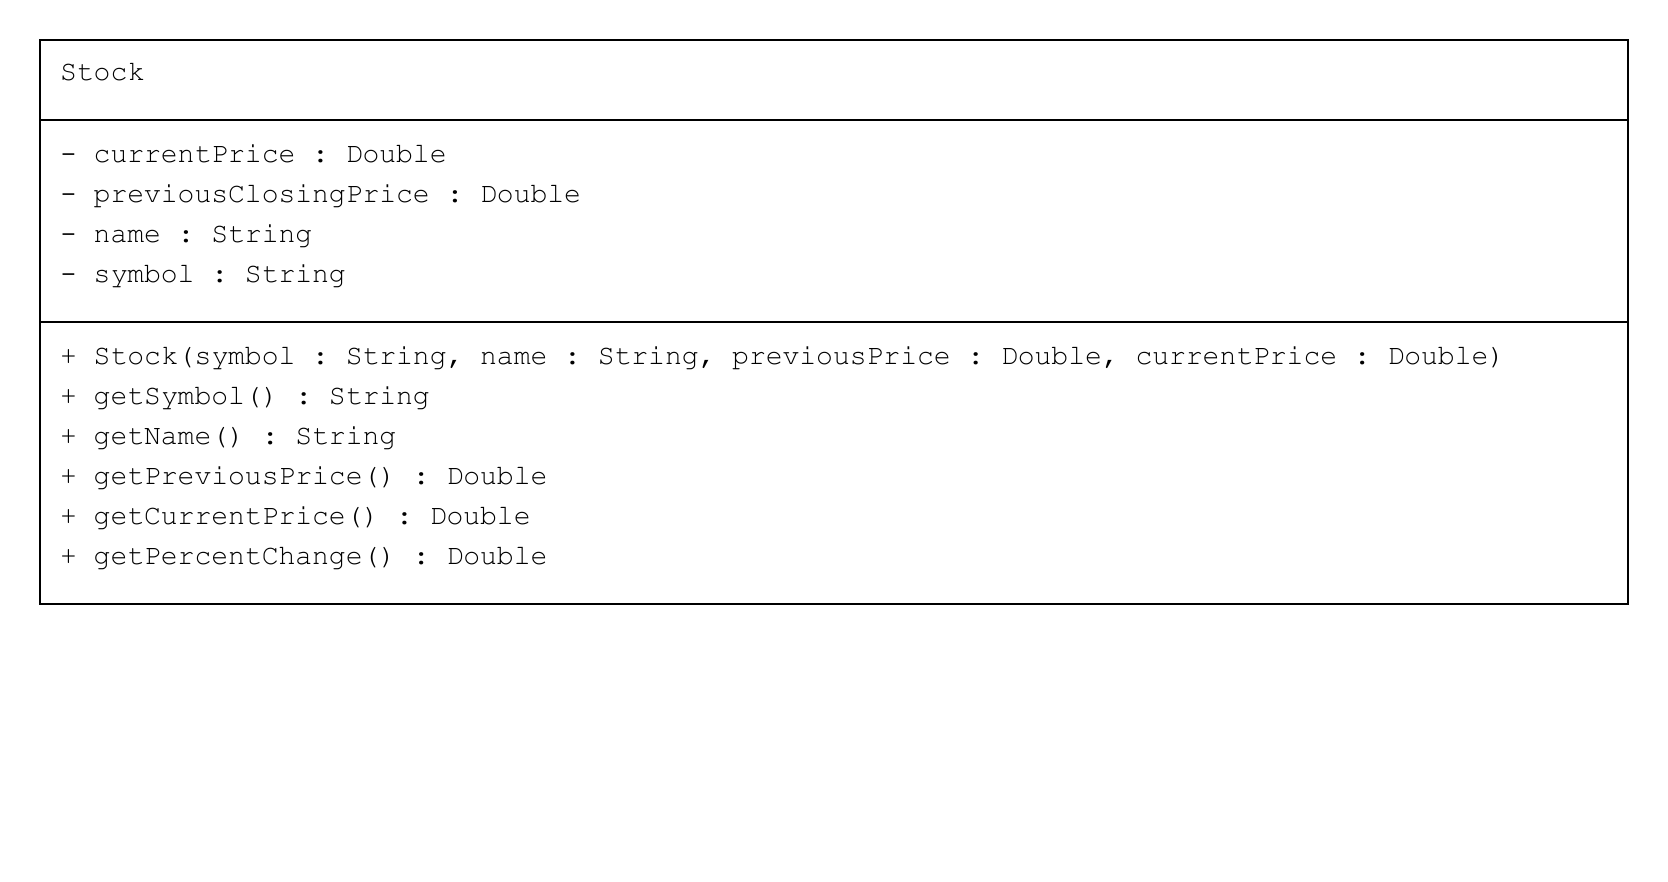 Stock
- currentPrice : Double
- previousClosingPrice : Double
- name : String
- symbol : String
+ Stock(symbol : String, name : String, previousPrice : Double, currentPrice : Double)
+ getSymbol() : String
+ getName() : String
+ getPreviousPrice() : Double
+ getCurrentPrice() : Double
+ getPercentChange() : Double